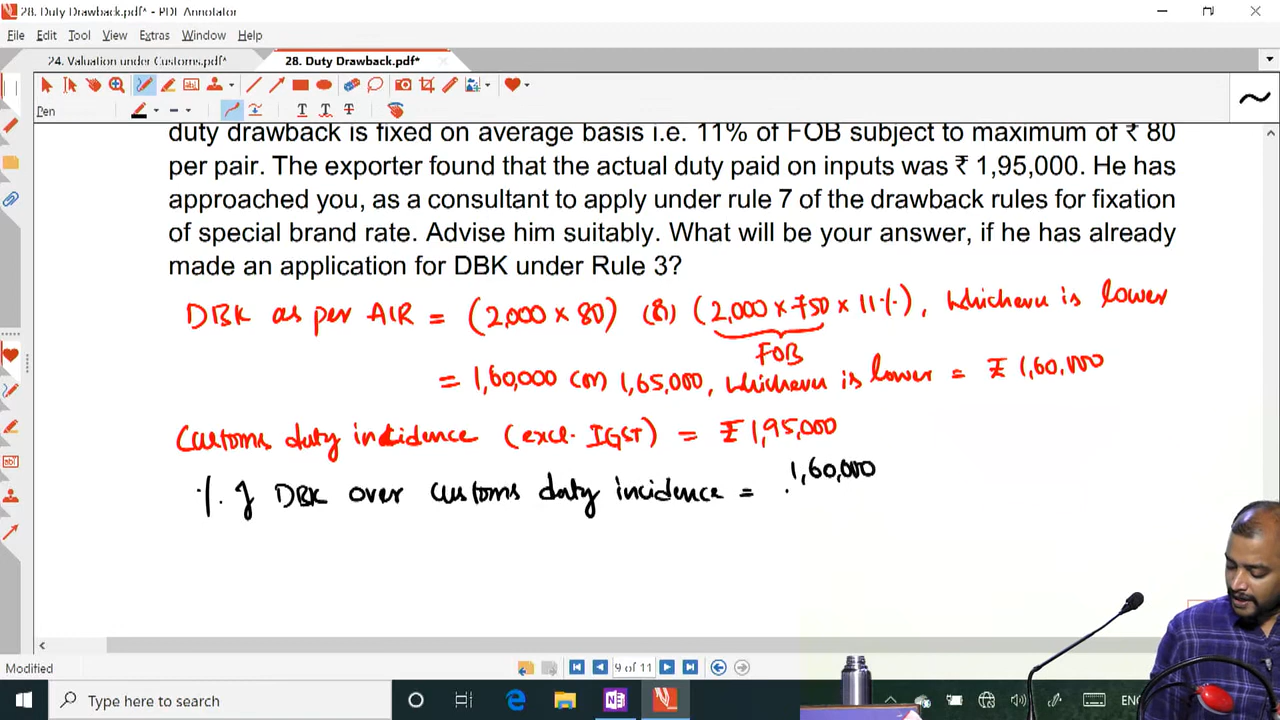 28. Duty Drawback.pdf* - PDF Annotator
File Edit Tool View Extras Window Help
24. Valuation under Customs.pdf* 28. Duty Drawback.pdf*
Pen
duty drawback is fixed on average basis i.e. 11% of FOB subject to maximum of ₹ 80
per pair. The exporter found that the actual duty paid on inputs was ₹ 1,95,000. He has
approached you, as a consultant to apply under rule 7 of the drawback rules for fixation
of special brand rate. Advise him suitably. What will be your answer, if he has already
made an application for DBK under Rule 3?
DBK as per AIR = (2,000 × 80) (or) (2,000 × 750 × 11%), whichever is lower
FOB
= 1,60,000 (or) 1,65,000, whichever is lower = ₹ 1,60,000
Customs duty incidence (excl. IGST) = ₹ 1,95,000
% of DBK over customs duty incidence = 1,60,000
Modified 9 of 11
Type here to search ENG